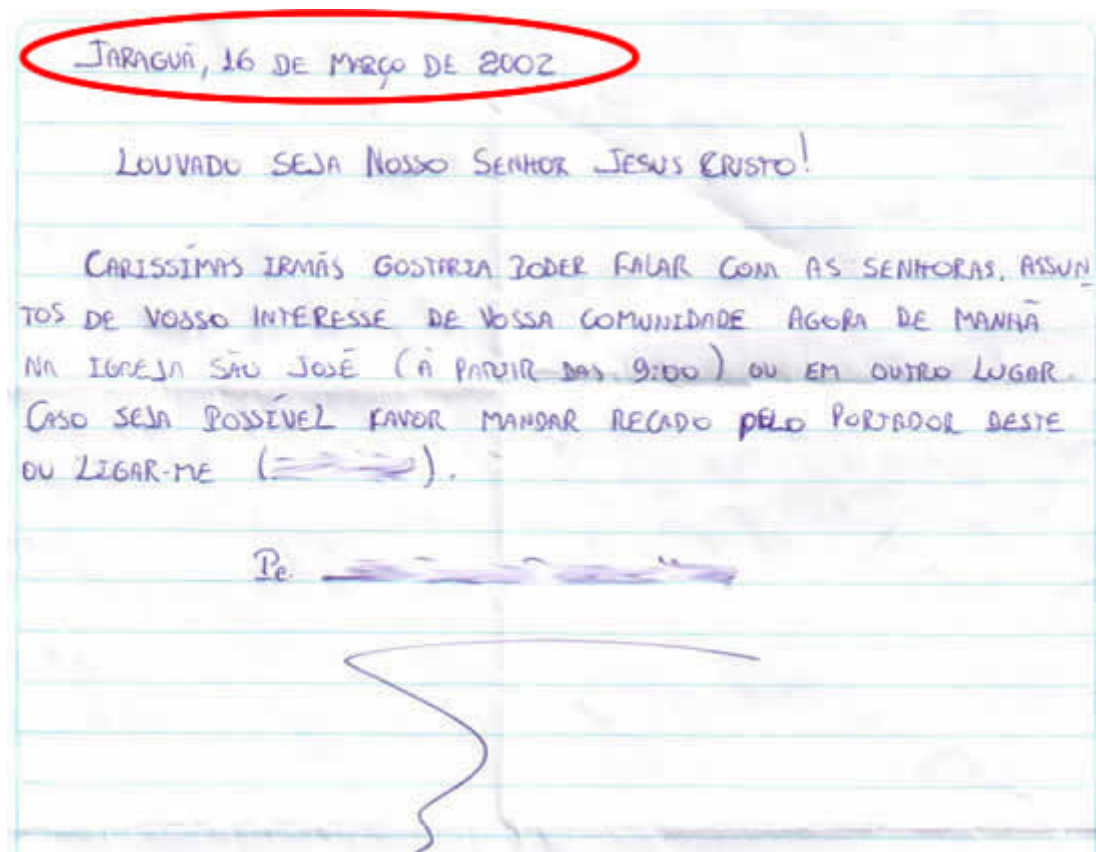 JARAGUÁ, 16 DE MARÇO DE 2002
LOUVADO SEJA NOSSO SENHOR JESUS CRISTO!
CARISSÍMAS IRMÃS GOSTARIA PODER FALAR COM AS SENHORAS. ASSUN
TOS DE VOSSO INTERESSE DE VOSSA COMUNIDADE AGORA DE MANHÃ
NA IGREJA SÃO JOSÉ (À PARTIR DAS 9:00) OU EM OUTRO LUGAR.
CASO SEJA POSSÍVEL FAVOR MANDAR RECADO PELO PORTADOR DESTE
OU LIGAR-ME ( ).
Pe.